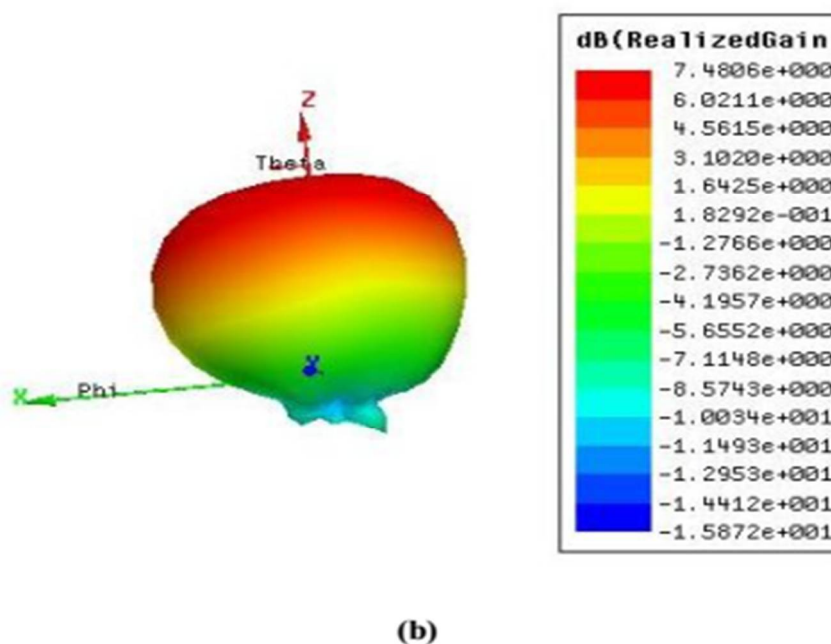 Z
Theta
Y
X
Phi
dB(RealizedGain
7.4806e+000
6.0211e+000
4.5615e+000
3.1020e+000
1.6425e+000
1.8292e-001
-1.2766e+000
-2.7362e+000
-4.1957e+000
-5.6552e+000
-7.1148e+000
-8.5743e+000
-1.0034e+001
-1.1493e+001
-1.2953e+001
-1.4412e+001
-1.5872e+001
(b)